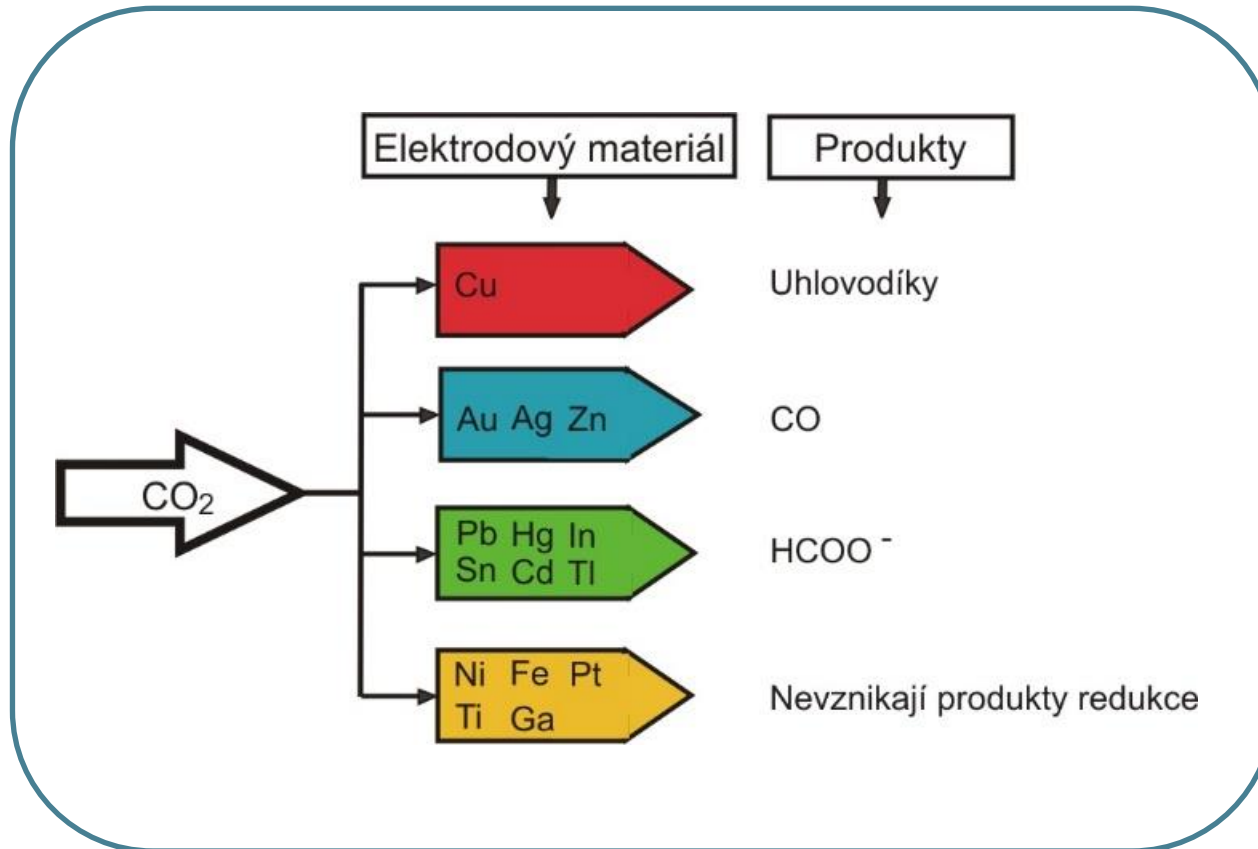 Elektrodový materiál Produkty
Cu Uhlovodíky
Au Ag Zn CO
CO₂
Pb Hg In
Sn Cd Tl
HCOO⁻
Ni Fe Pt
Ti Ga
Nevznikají produkty redukce